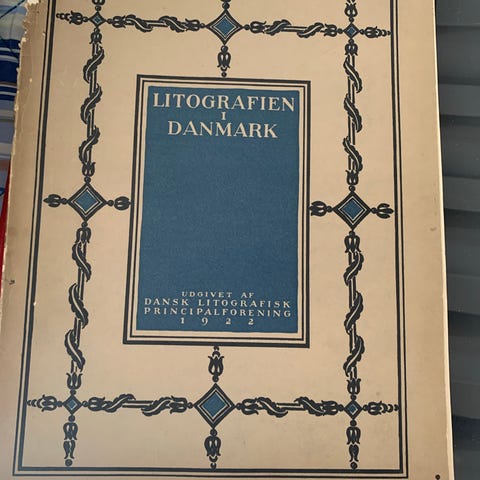 LITOGRAFIEN
I
DANMARK
UDGIVET AF
DANSK LITOGRAFISK
PRINCIPALFORENING
1922